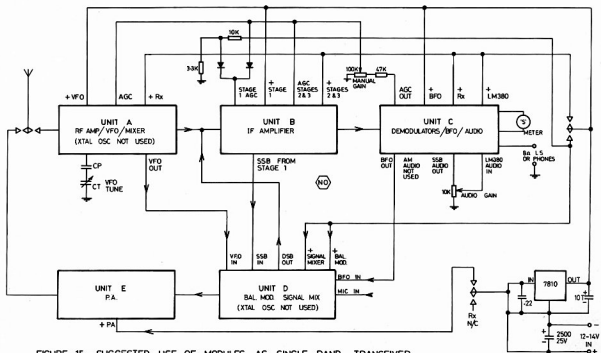 10K
3·3K
100K
47K
MANUAL GAIN
+ VFO
AGC
+ Rx
STAGE 1 AGC
+ STAGE 1
AGC STAGES 2&3
+ STAGES 2&3
AGC OUT
+ BFO
+ Rx
+ LM380
UNIT A
RF AMP/VFO/MIXER
(XTAL OSC NOT USED)
UNIT B
IF AMPLIFIER
UNIT C
DEMODULATORS/BFO/AUDIO
'S'
METER
8Ω LS
OR PHONES
CP
CT
VFO TUNE
VFO OUT
SSB FROM STAGE 1
NO
BFO OUT
AM AUDIO NOT USED
SSB AUDIO OUT
LM380 AUDIO IN
10K
AUDIO GAIN
VFO IN
SSB IN
DSB OUT
+ SIGNAL MIXER
+ BAL. MOD.
BFO IN
MIC IN
UNIT D
BAL. MOD. SIGNAL MIX
(XTAL OSC NOT USED)
UNIT E
P.A.
+ PA
Rx
N/C
IN
7810
OUT
·22
10T
+
2500
25V
12-14V
IN
FIGURE 15 SUGGESTED USE OF MODULES AS SINGLE BAND TRANSCEIVER